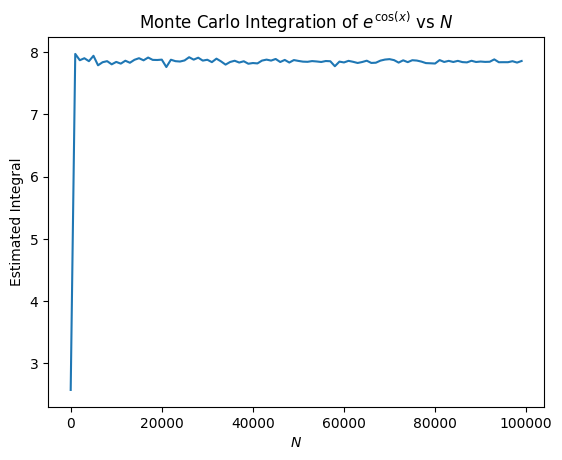 Monte Carlo Integration of e^cos(x) vs N
8
7
6
5
4
3
Estimated Integral
0 20000 40000 60000 80000 100000
N